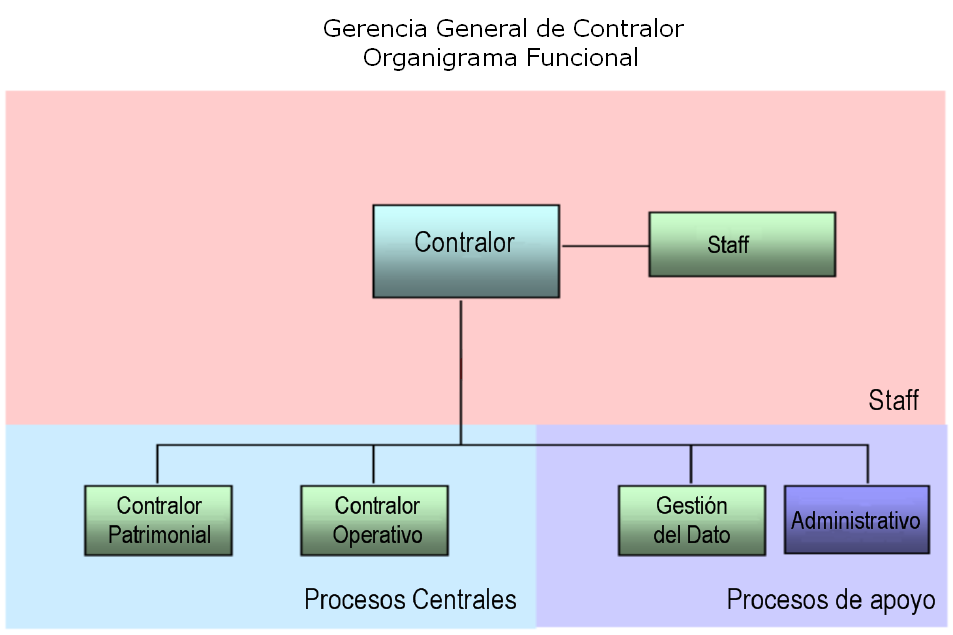 Gerencia General de Contralor
Organigrama Funcional
Contralor
Staff
Staff
Contralor
Patrimonial
Contralor
Operativo
Gestión
del Dato
Administrativo
Procesos Centrales
Procesos de apoyo